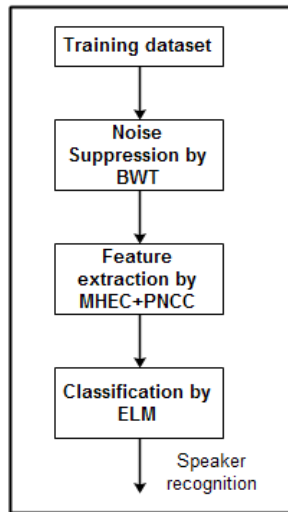 Training dataset
Noise
Suppression by
BWT
Feature
extraction by
MHEC+PNCC
Classification by
ELM
Speaker
recognition